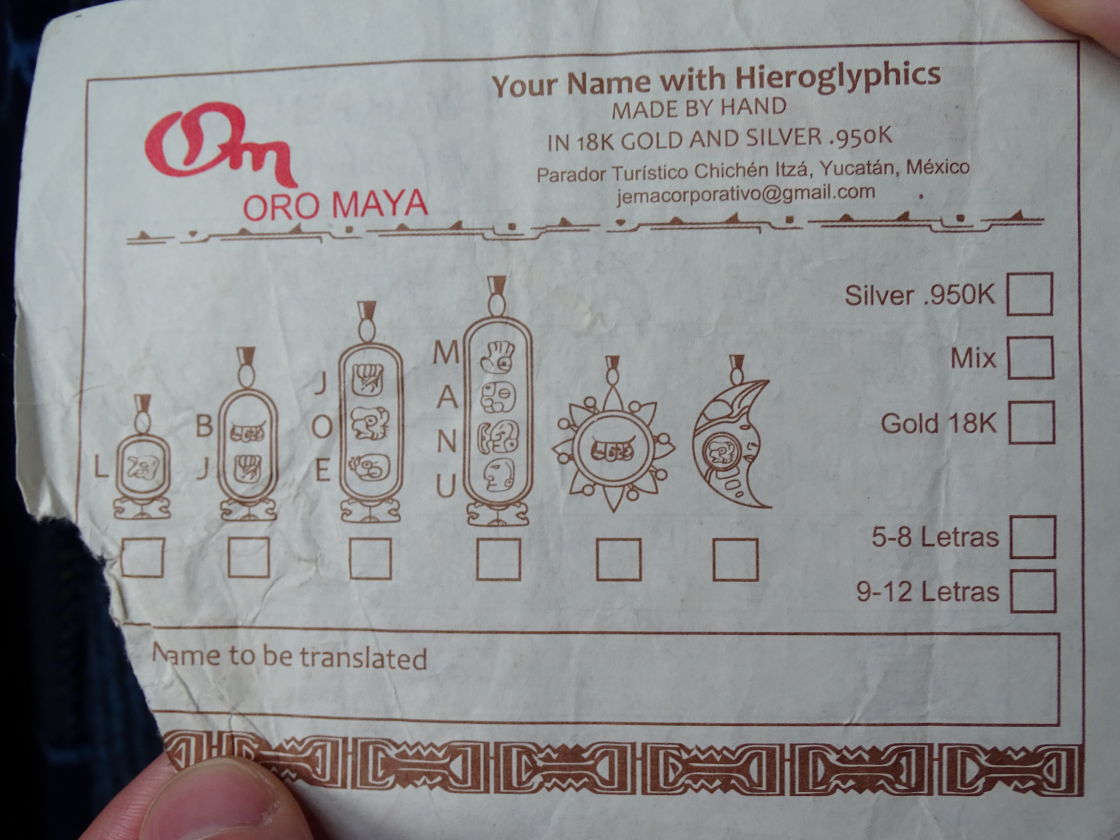 Om
ORO MAYA
Your Name with Hieroglyphics
MADE BY HAND
IN 18K GOLD AND SILVER .950K
Parador Turístico Chichén Itzá, Yucatán, México
jemacorporativo@gmail.com
L
B
J
J
O
E
M
A
N
U
Silver .950K
Mix
Gold 18K
5-8 Letras
9-12 Letras
Name to be translated